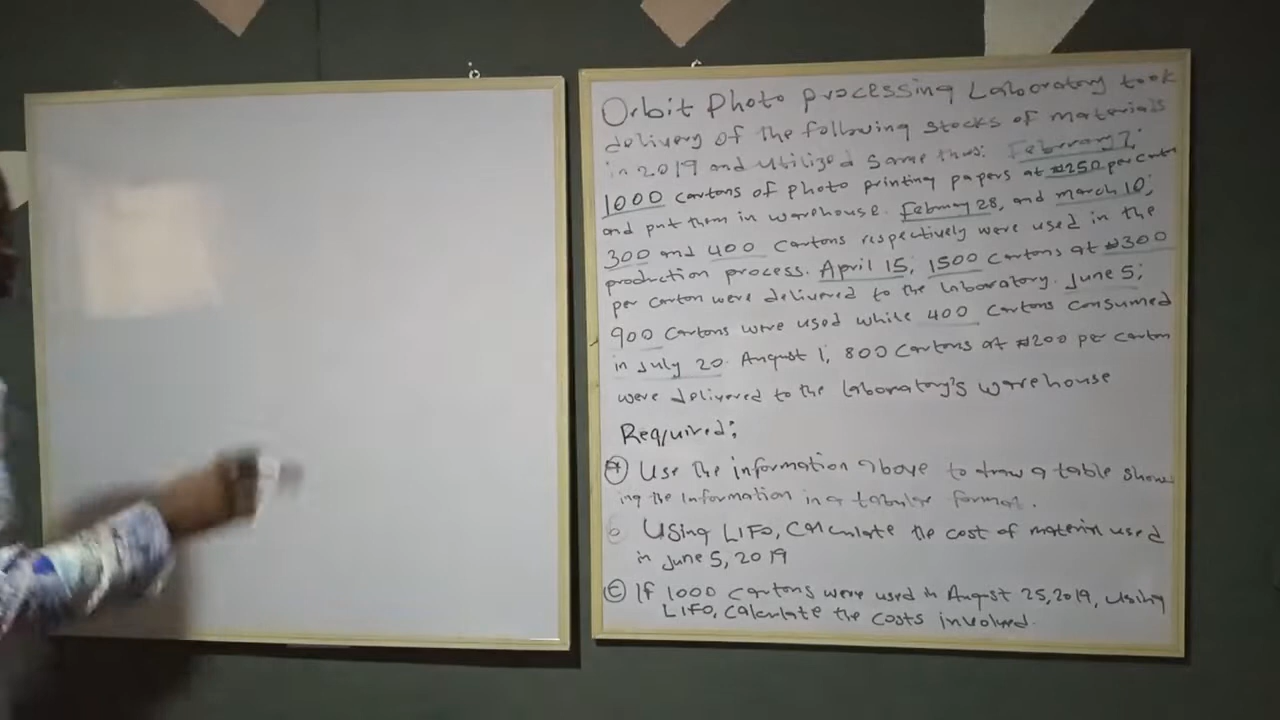 Orbit Photo processing Laboratory took
delivery of the following stocks of materials
in 2019 and utilized same thus: February 7;
1000 cartons of photo printing papers at ₦250 per carton
and put them in warehouse. February 28, and march 10;
300 and 400 cartons respectively were used in the
production process. April 15, 1500 cartons at ₦300
per carton were delivered to the laboratory. June 5;
900 cartons were used while 400 cartons consumed
in July 20. August 1, 800 cartons at ₦200 per carton
were delivered to the laboratory's warehouse
Required:
(A) Use the information above to draw a table show-
ing the information in a tabular format.
b Using LIFO, calculate the cost of material used
in June 5, 2019
(C) If 1000 cartons were used in August 25, 2019, using
LIFO, calculate the costs involved.